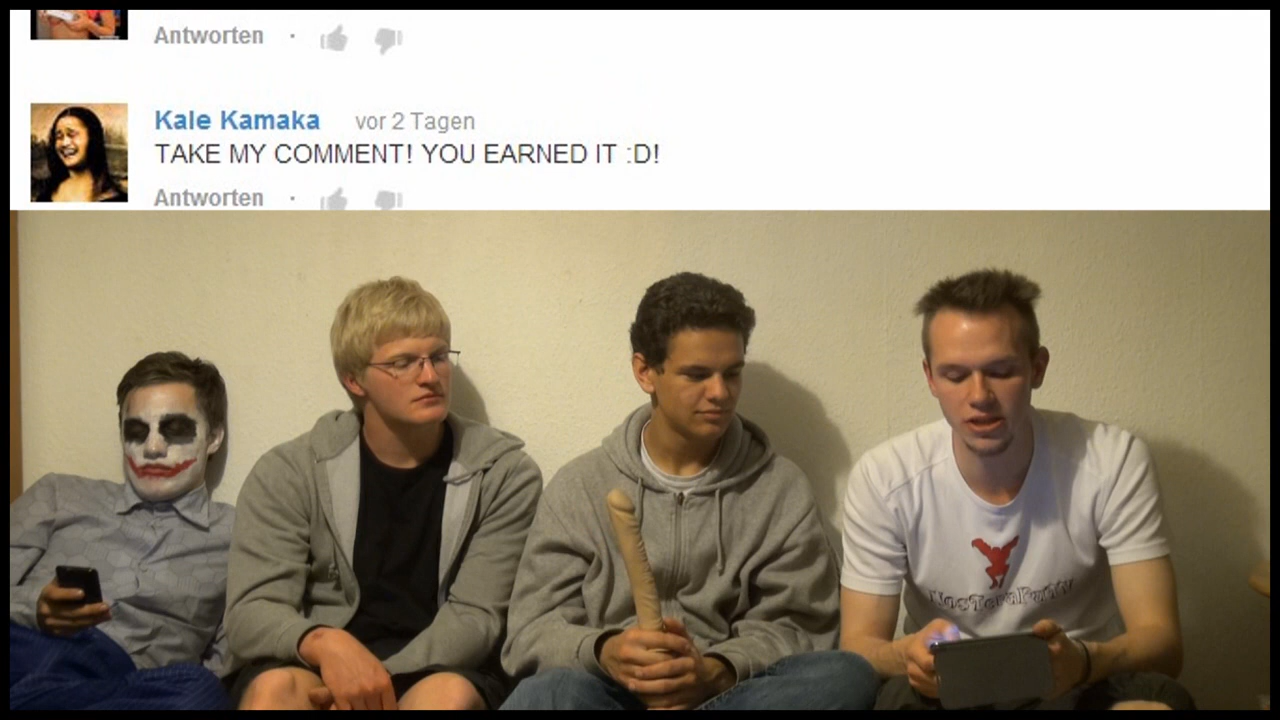 Antworten ·
Kale Kamaka vor 2 Tagen
TAKE MY COMMENT! YOU EARNED IT :D!
Antworten ·